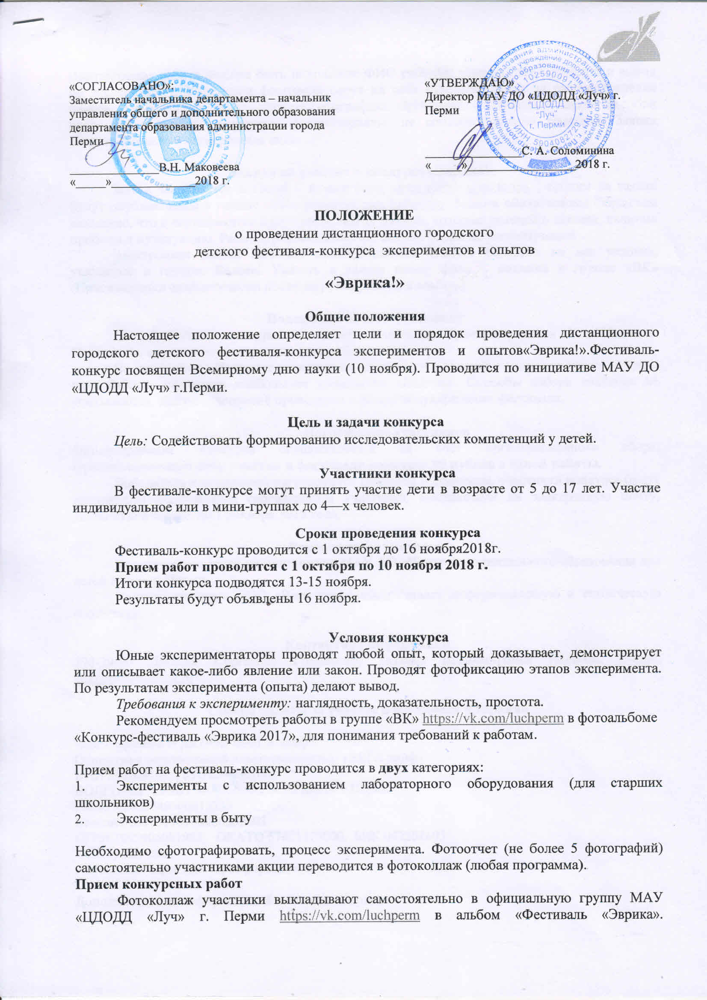 «СОГЛАСОВАНО»:
Заместитель начальника департамента – начальник
управления общего и дополнительного образования
департамента образования администрации города
Перми
_______________В.Н. Маковеева
«_____»______________2018 г.
«УТВЕРЖДАЮ»
Директор МАУ ДО «ЦДОДД «Луч» г.
Перми
________________С. А. Соломинина
«_____»__________________2018 г.
"ЦДОДД
"Луч"
г. Перми
ПОЛОЖЕНИЕ
о проведении дистанционного городского
детского фестиваля-конкурса экспериментов и опытов
«Эврика!»
Общие положения
Настоящее положение определяет цели и порядок проведения дистанционного
городского детского фестиваля-конкурса экспериментов и опытов«Эврика!».Фестиваль-
конкурс посвящен Всемирному дню науки (10 ноября). Проводится по инициативе МАУ ДО
«ЦДОДД «Луч» г.Перми.
Цель и задачи конкурса
Цель: Содействовать формированию исследовательских компетенций у детей.
Участники конкурса
В фестивале-конкурсе могут принять участие дети в возрасте от 5 до 17 лет. Участие
индивидуальное или в мини-группах до 4—х человек.
Сроки проведения конкурса
Фестиваль-конкурс проводится с 1 октября до 16 ноября2018г.
Прием работ проводится с 1 октября по 10 ноября 2018 г.
Итоги конкурса подводятся 13-15 ноября.
Результаты будут объявлены 16 ноября.
Условия конкурса
Юные экспериментаторы проводят любой опыт, который доказывает, демонстрирует
или описывает какое-либо явление или закон. Проводят фотофиксацию этапов эксперимента.
По результатам эксперимента (опыта) делают вывод.
Требования к эксперименту: наглядность, доказательность, простота.
Рекомендуем просмотреть работы в группе «ВК» https://vk.com/luchperm в фотоальбоме
«Конкурс-фестиваль «Эврика 2017», для понимания требований к работам.
Прием работ на фестиваль-конкурс проводится в двух категориях:
1. Эксперименты с использованием лабораторного оборудования (для старших
школьников)
2. Эксперименты в быту
Необходимо сфотографировать, процесс эксперимента. Фотоотчет (не более 5 фотографий)
самостоятельно участниками акции переводится в фотоколлаж (любая программа).
Прием конкурсных работ
Фотоколлаж участники выкладывают самостоятельно в официальную группу МАУ
«ЦДОДД «Луч» г. Перми https://vk.com/luchperm в альбом «Фестиваль «Эврика».